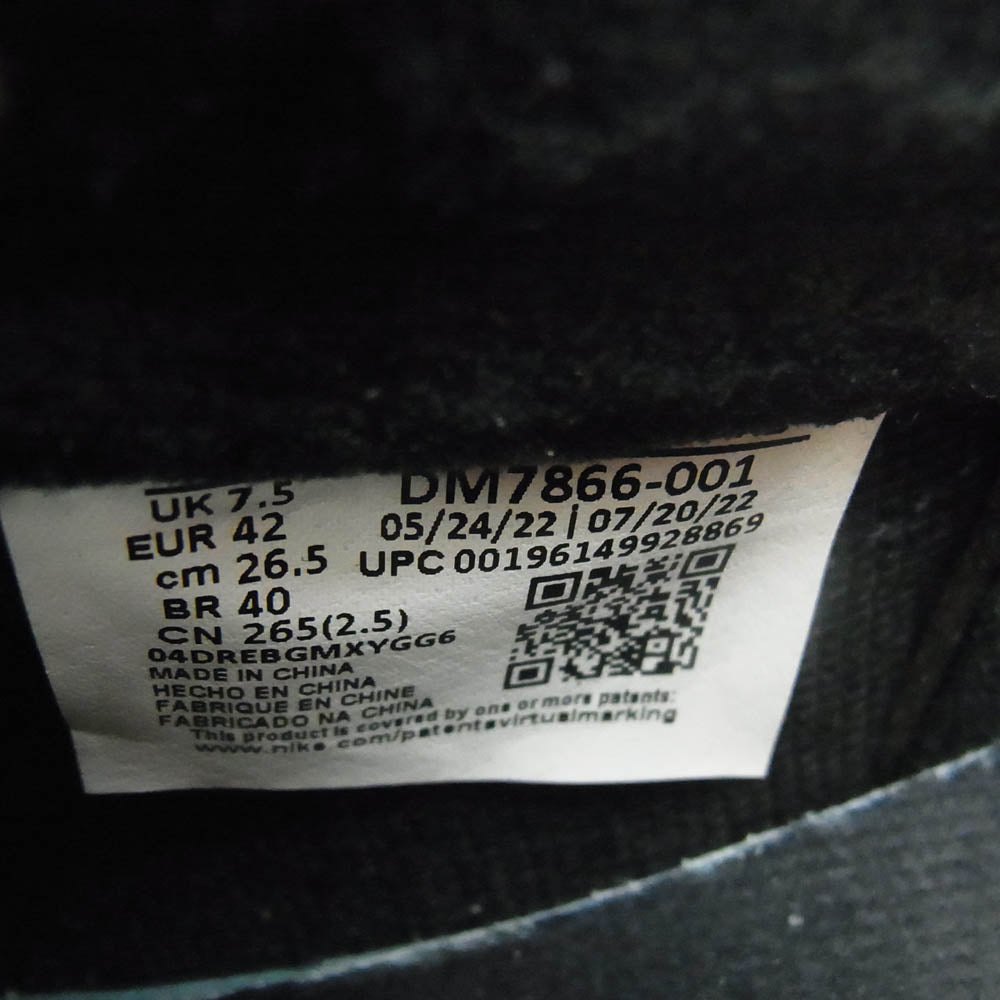 UK 7.5
EUR 42
cm 26.5
BR 40
CN 265(2.5)
04DREBGMXYGG6
MADE IN CHINA
HECHO EN CHINA
FABRIQUE EN CHINE
FABRICADO NA CHINA
This product is covered by one or more patents:
www.nike.com/patentsvirtualmarking
DM7866-001
05/24/22 | 07/20/22
UPC 00196149928869